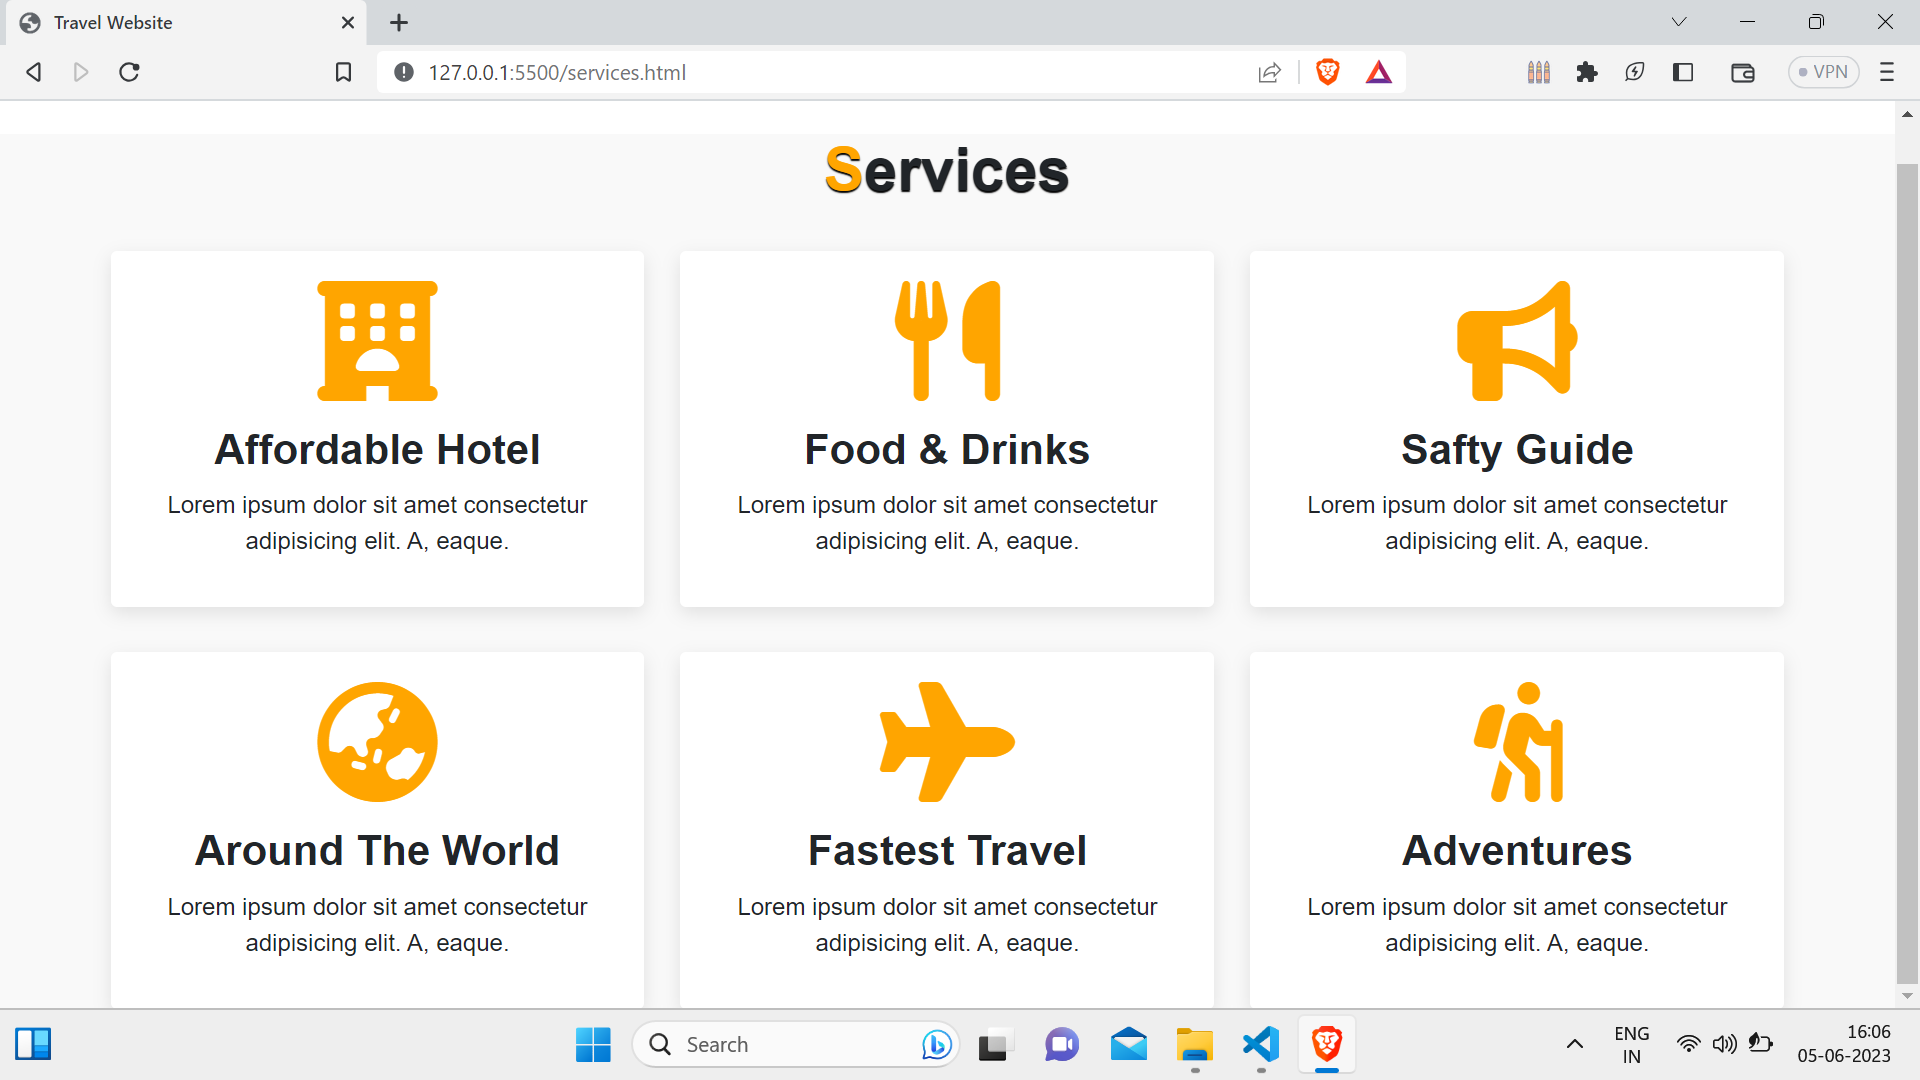 Travel Website
127.0.0.1:5500/services.html
VPN
Services
Affordable Hotel
Lorem ipsum dolor sit amet consectetur
adipisicing elit. A, eaque.
Food & Drinks
Lorem ipsum dolor sit amet consectetur
adipisicing elit. A, eaque.
Safty Guide
Lorem ipsum dolor sit amet consectetur
adipisicing elit. A, eaque.
Around The World
Lorem ipsum dolor sit amet consectetur
adipisicing elit. A, eaque.
Fastest Travel
Lorem ipsum dolor sit amet consectetur
adipisicing elit. A, eaque.
Adventures
Lorem ipsum dolor sit amet consectetur
adipisicing elit. A, eaque.
Search
ENG
IN
16:06
05-06-2023